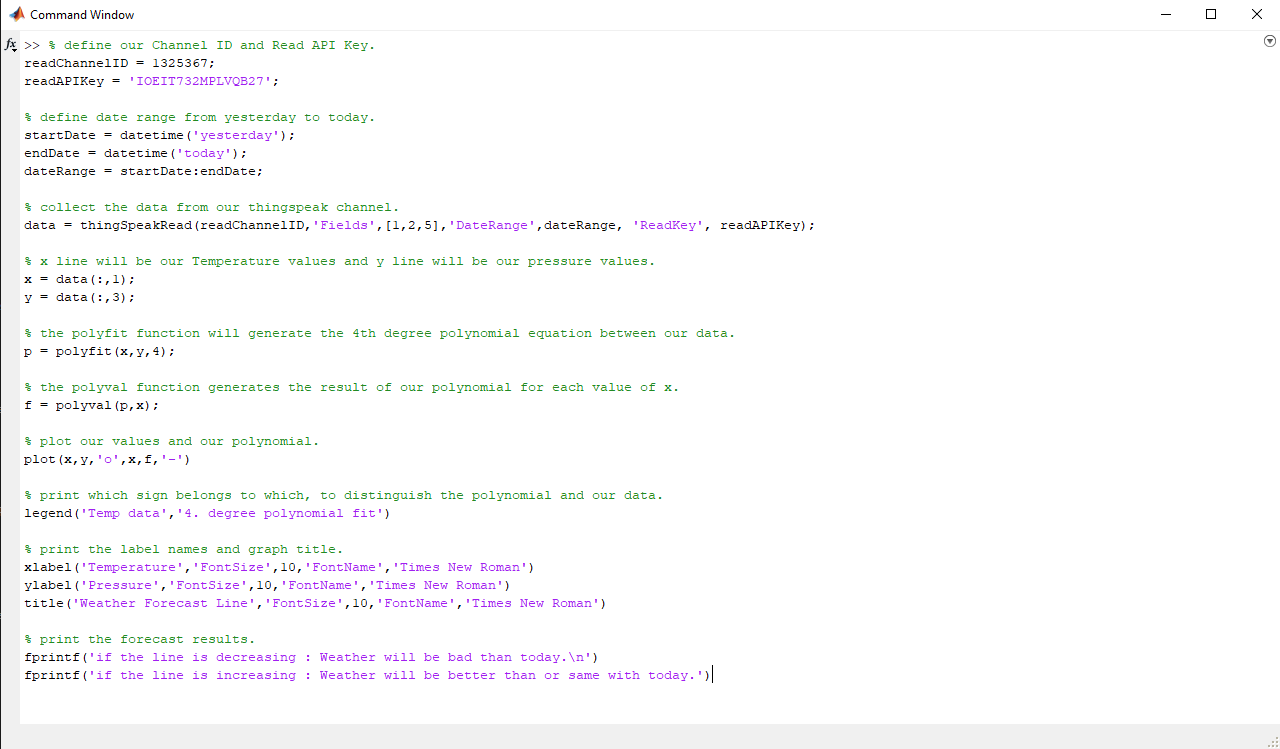 Command Window
fx >> % define our Channel ID and Read API Key.
readChannelID = 1325367;
readAPIKey = 'IOEIT732MPLVQB27';
% define date range from yesterday to today.
startDate = datetime('yesterday');
endDate = datetime('today');
dateRange = startDate:endDate;
% collect the data from our thingspeak channel.
data = thingSpeakRead(readChannelID,'Fields',[1,2,5],'DateRange',dateRange, 'ReadKey', readAPIKey);
% x line will be our Temperature values and y line will be our pressure values.
x = data(:,1);
y = data(:,3);
% the polyfit function will generate the 4th degree polynomial equation between our data.
p = polyfit(x,y,4);
% the polyval function generates the result of our polynomial for each value of x.
f = polyval(p,x);
% plot our values and our polynomial.
plot(x,y,'o',x,f,'-')
% print which sign belongs to which, to distinguish the polynomial and our data.
legend('Temp data','4. degree polynomial fit')
% print the label names and graph title.
xlabel('Temperature','FontSize',10,'FontName','Times New Roman')
ylabel('Pressure','FontSize',10,'FontName','Times New Roman')
title('Weather Forecast Line','FontSize',10,'FontName','Times New Roman')
% print the forecast results.
fprintf('if the line is decreasing : Weather will be bad than today.\n')
fprintf('if the line is increasing : Weather will be better than or same with today.')